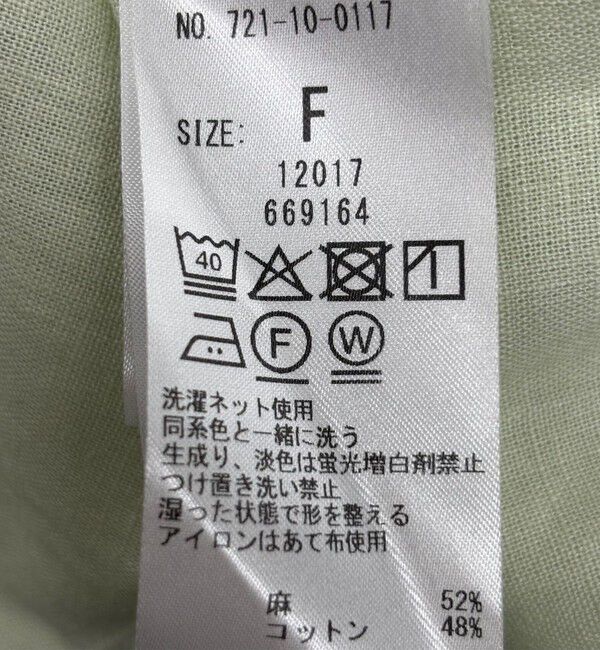 NO. 721-10-0117
SIZE: F
12017
669164
40
F W
洗濯ネット使用
同系色と一緒に洗う
生成り、淡色は蛍光増白剤禁止
つけ置き洗い禁止
湿った状態で形を整える
アイロンはあて布使用
麻 52%
コットン 48%